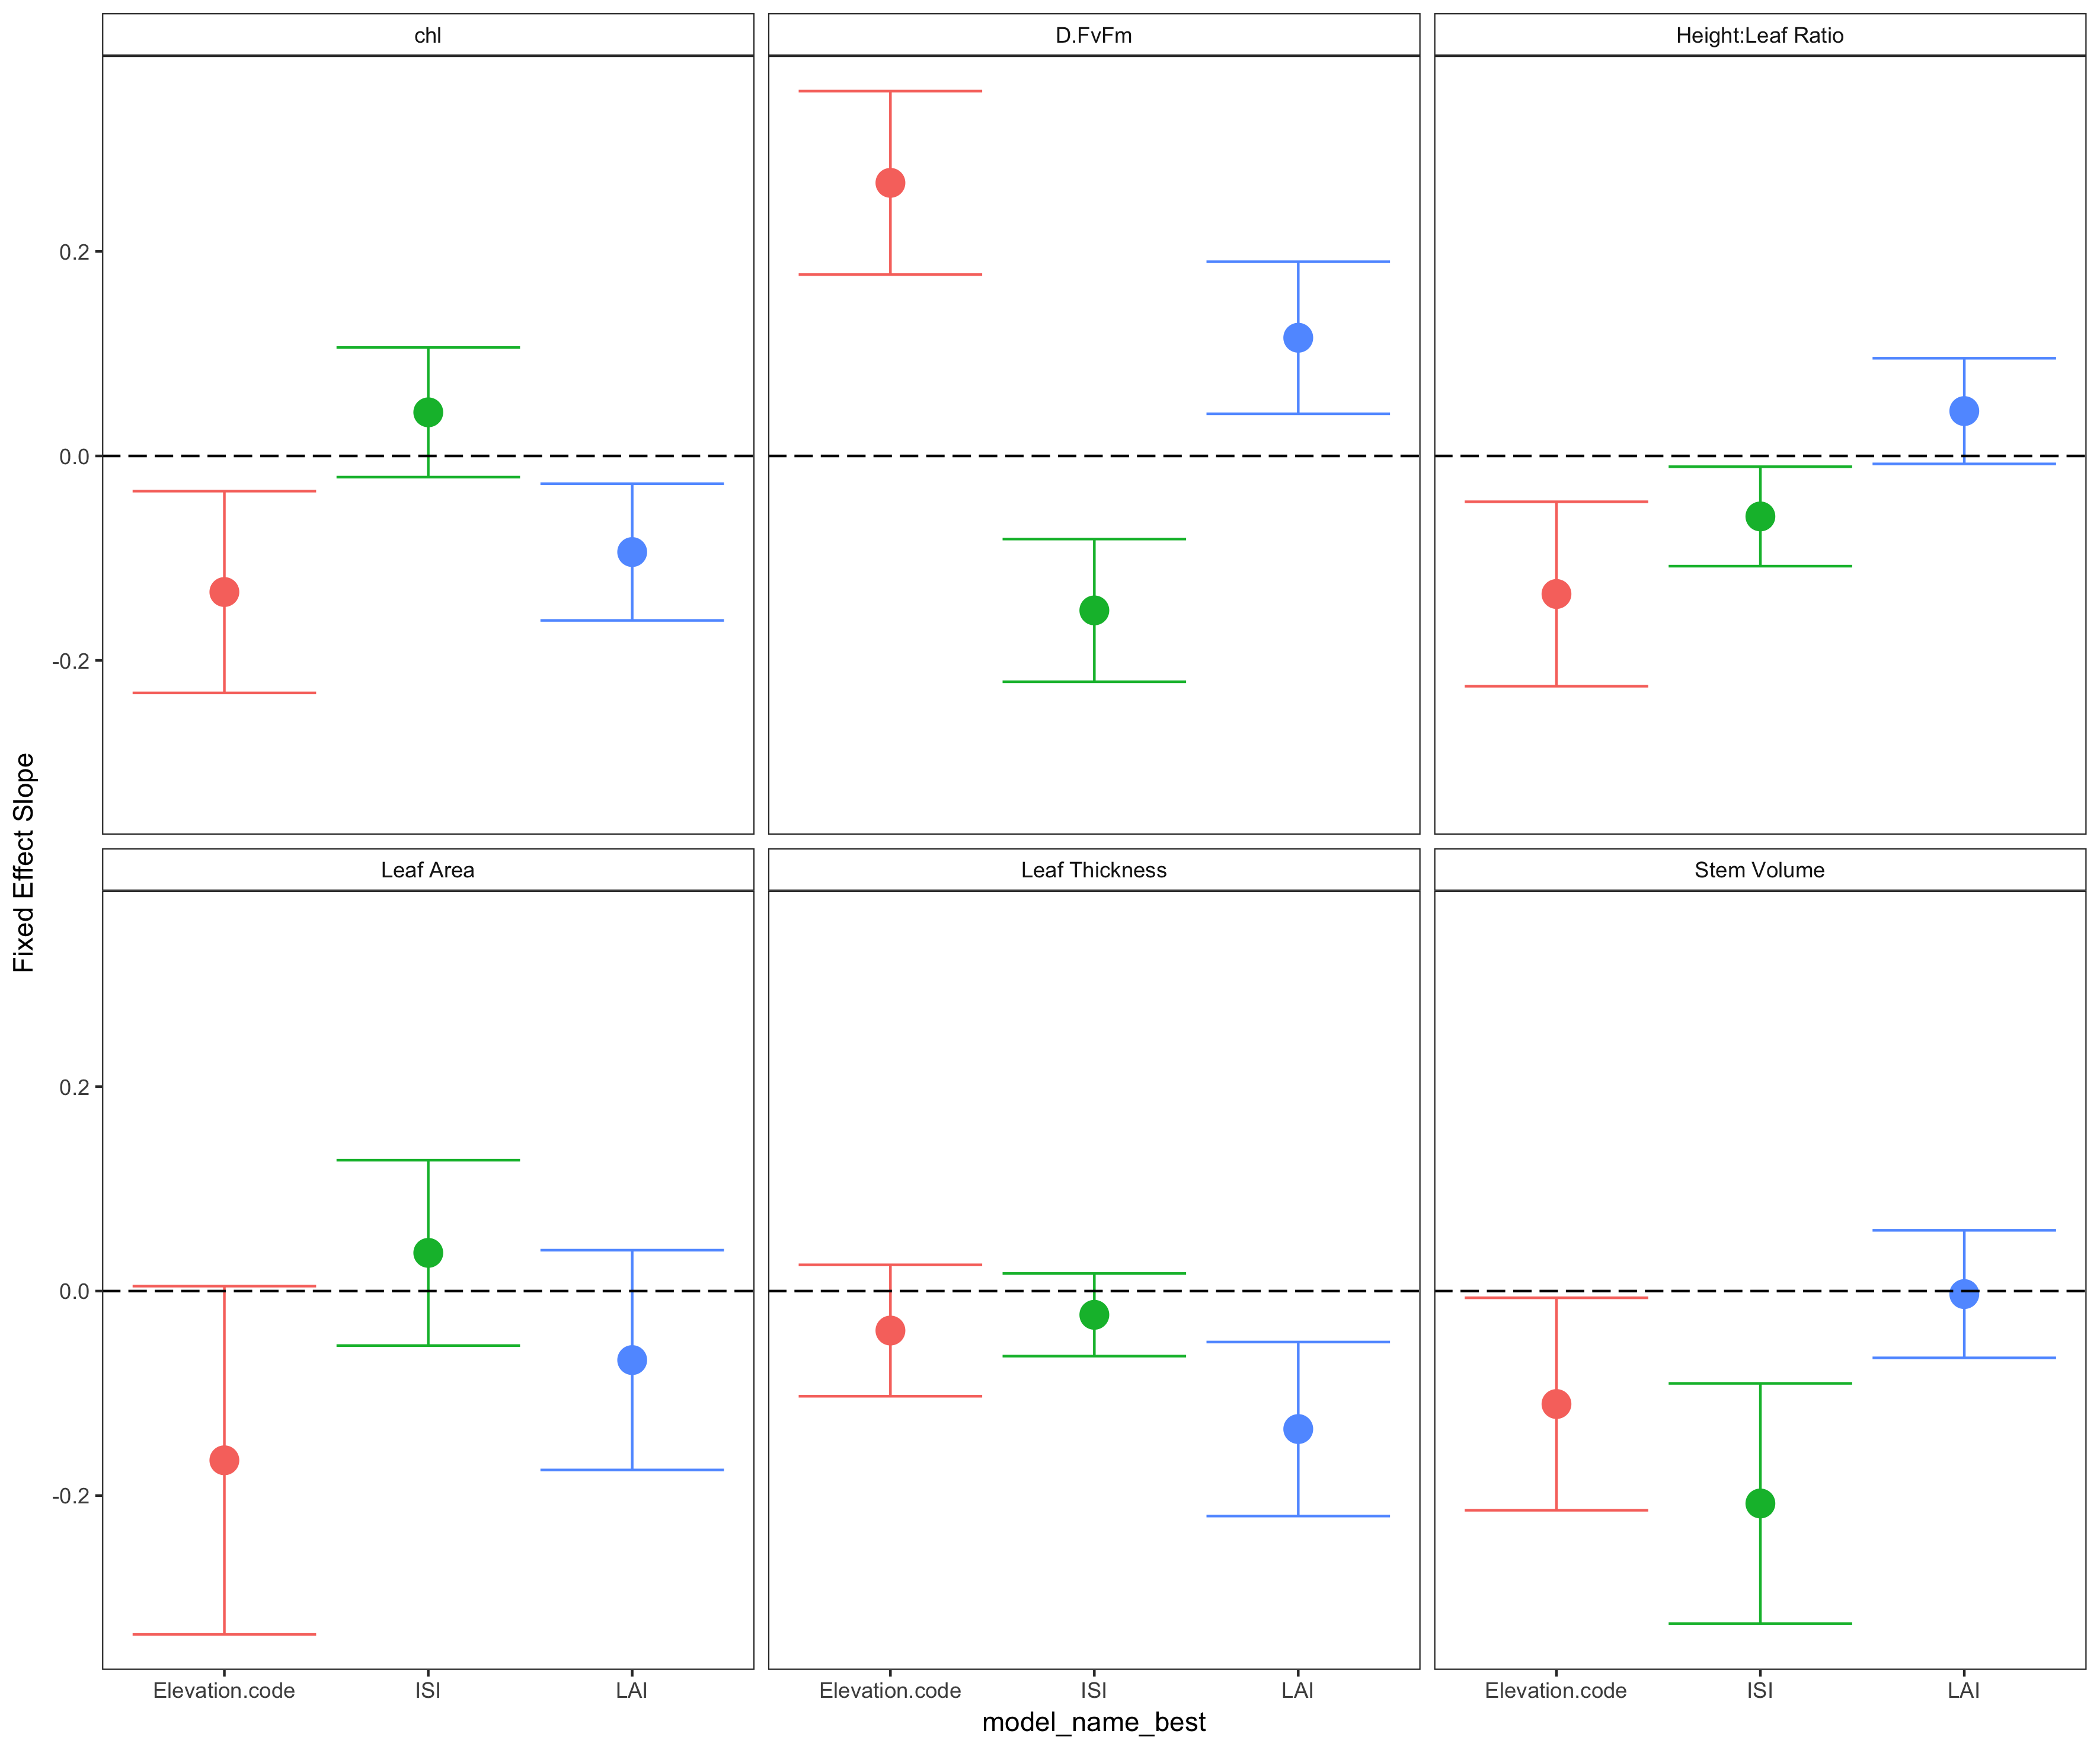 chl
D.FvFm
Height:Leaf Ratio
0.2
0.0
-0.2
Fixed Effect Slope
Leaf Area
Leaf Thickness
Stem Volume
0.2
0.0
-0.2
Elevation.code ISI LAI
Elevation.code ISI LAI
Elevation.code ISI LAI
model_name_best